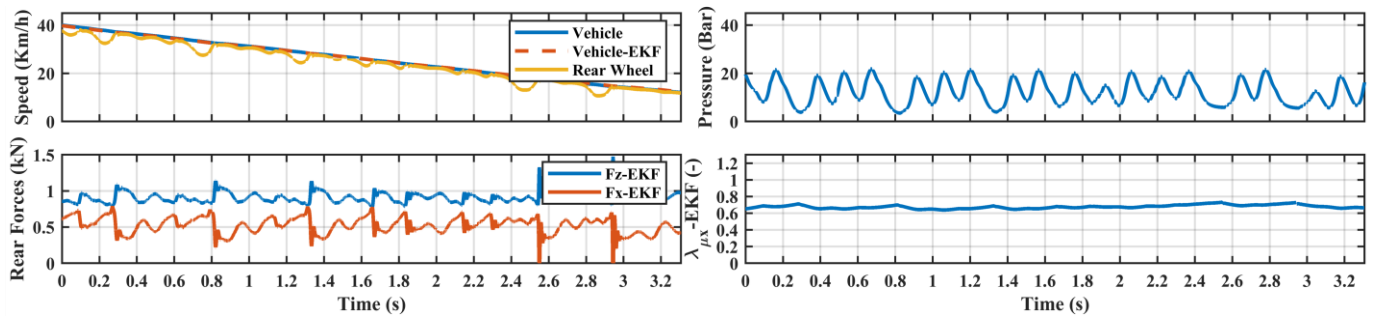 Speed (Km/h)
40
20
0
Vehicle
Vehicle-EKF
Rear Wheel
Pressure (Bar)
40
20
0
Rear Forces (kN)
1.5
1
0.5
0
Fz-EKF
Fx-EKF
0 0.2 0.4 0.6 0.8 1 1.2 1.4 1.6 1.8 2 2.2 2.4 2.6 2.8 3 3.2
Time (s)
λμx -EKF (-)
1.2
1
0.8
0.6
0.4
0.2
0
0 0.2 0.4 0.6 0.8 1 1.2 1.4 1.6 1.8 2 2.2 2.4 2.6 2.8 3 3.2
Time (s)